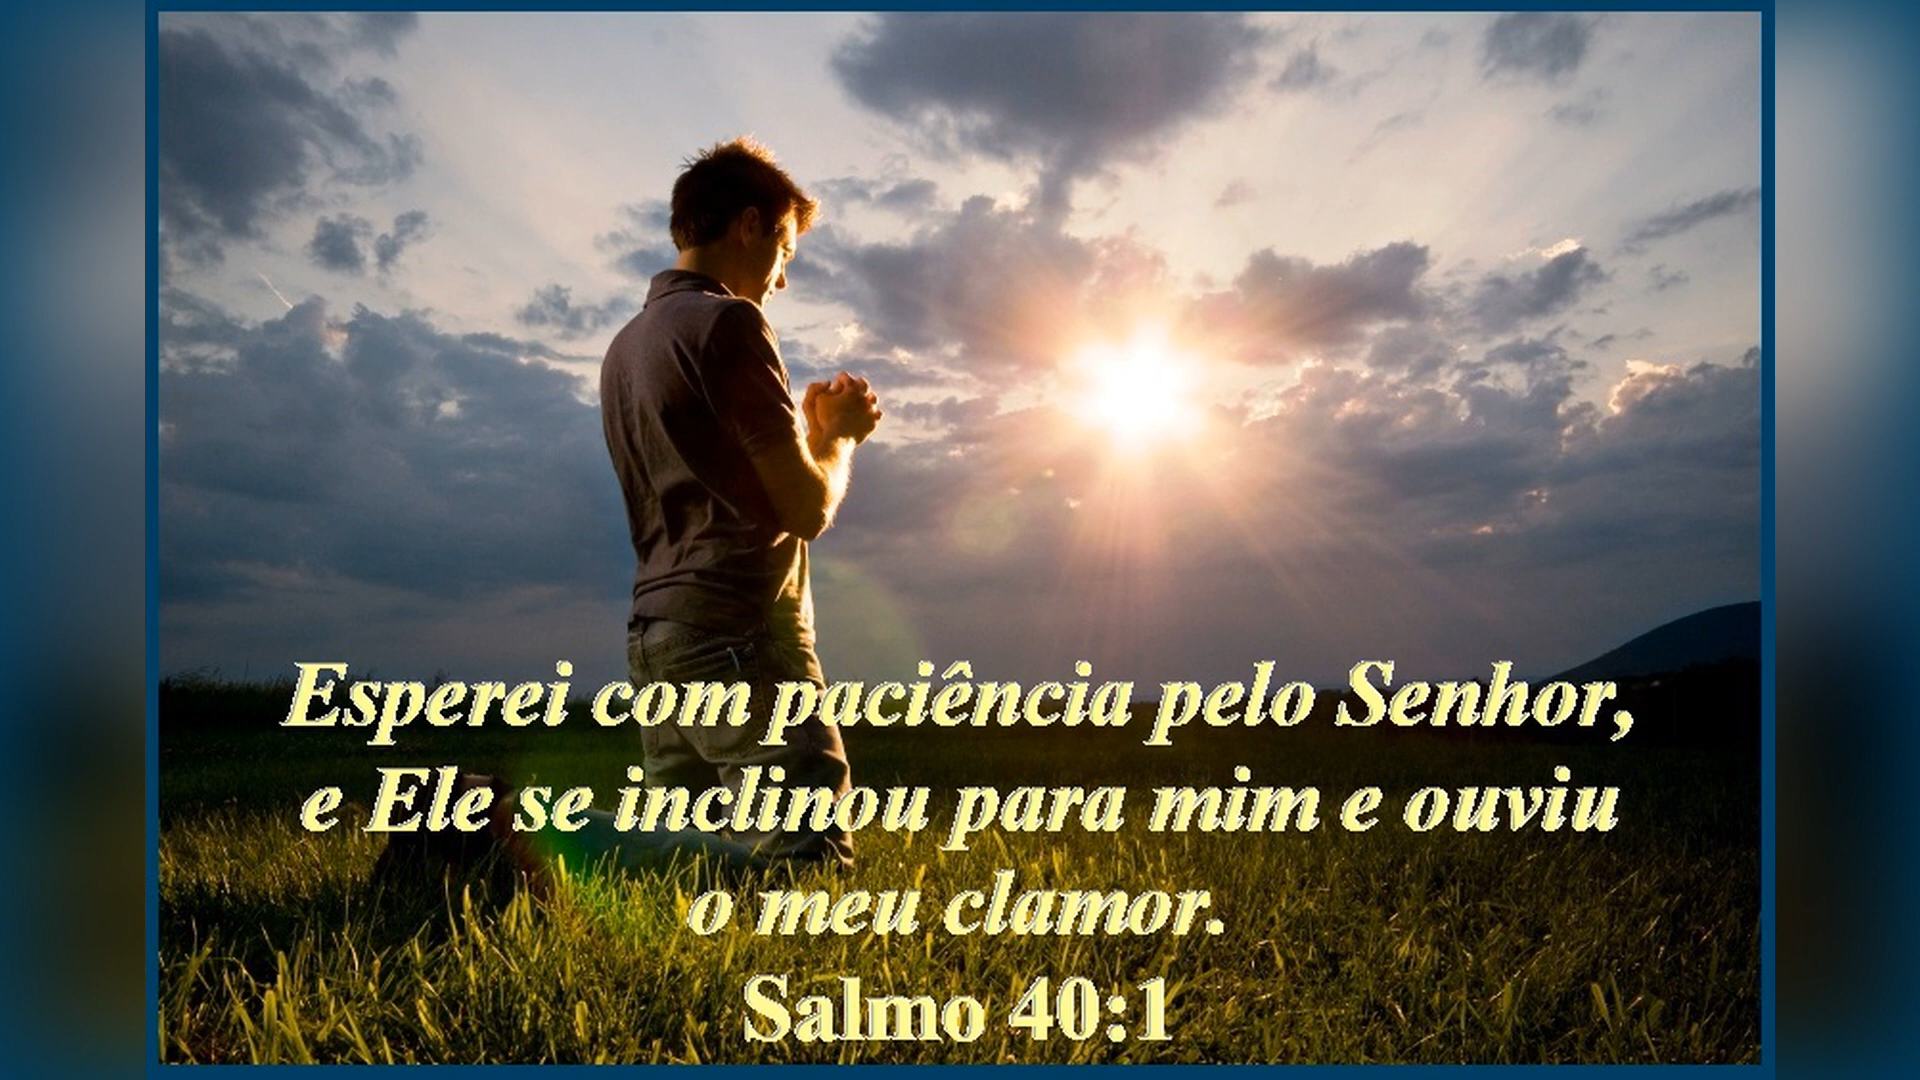 Esperei com paciência pelo Senhor,
e Ele se inclinou para mim e ouviu
o meu clamor.
Salmo 40:1